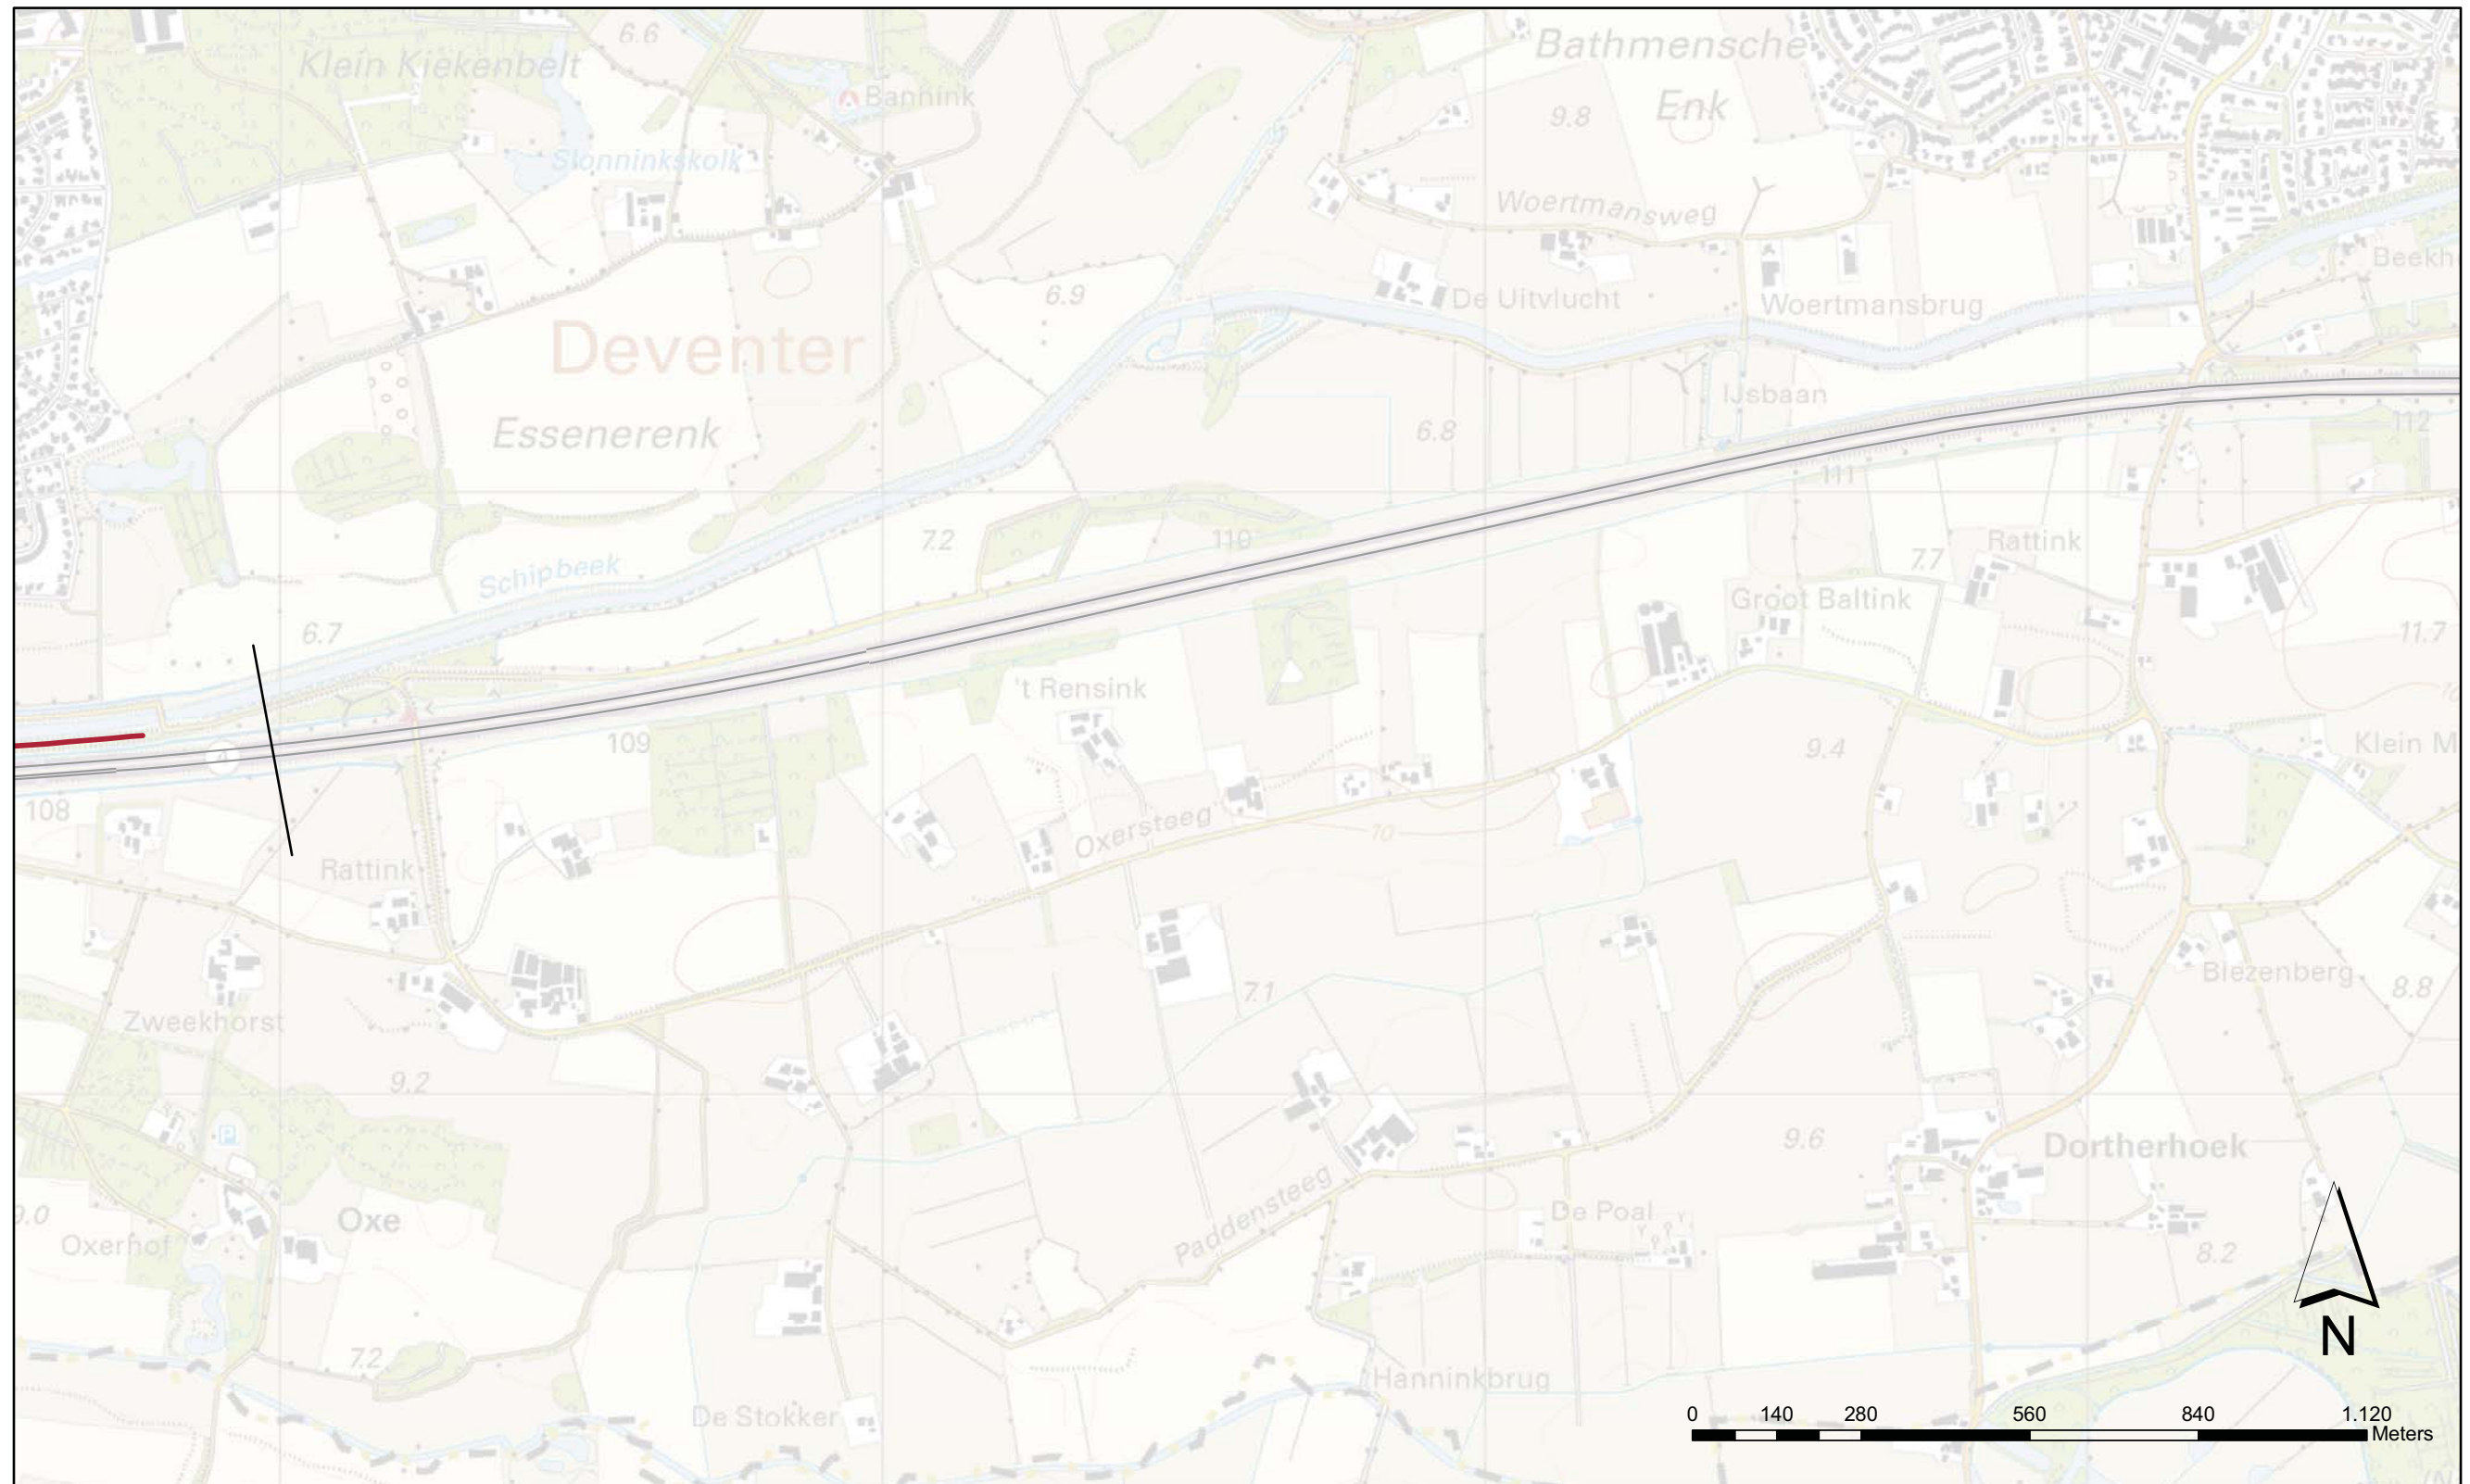 6.6
Klein Kiekenbelt
Bathmensche
Enk
Bannink
9.8
Slonninkskolk
Woertmansweg
Beekh
6.9
De Uitvlucht
Woertmansbrug
Deventer
IJsbaan
Essenerenk
6.8
112
111
7.2
110
Rattink
7.7
Schipbeek
Groot Baltink
6.7
11.7
't Rensink
109
9.4
Klein M
108
Oxersteeg
Rattink
Biezenberg
8.8
7.1
Zweekhorst
9.2
P
9.6
Dortherhoek
Paddensteeg
De Poal
9.0
Oxe
Oxerhof
8.2
N
7.2
Hanninkbrug
De Stokker
0 140 280 560 840 1.120
Meters